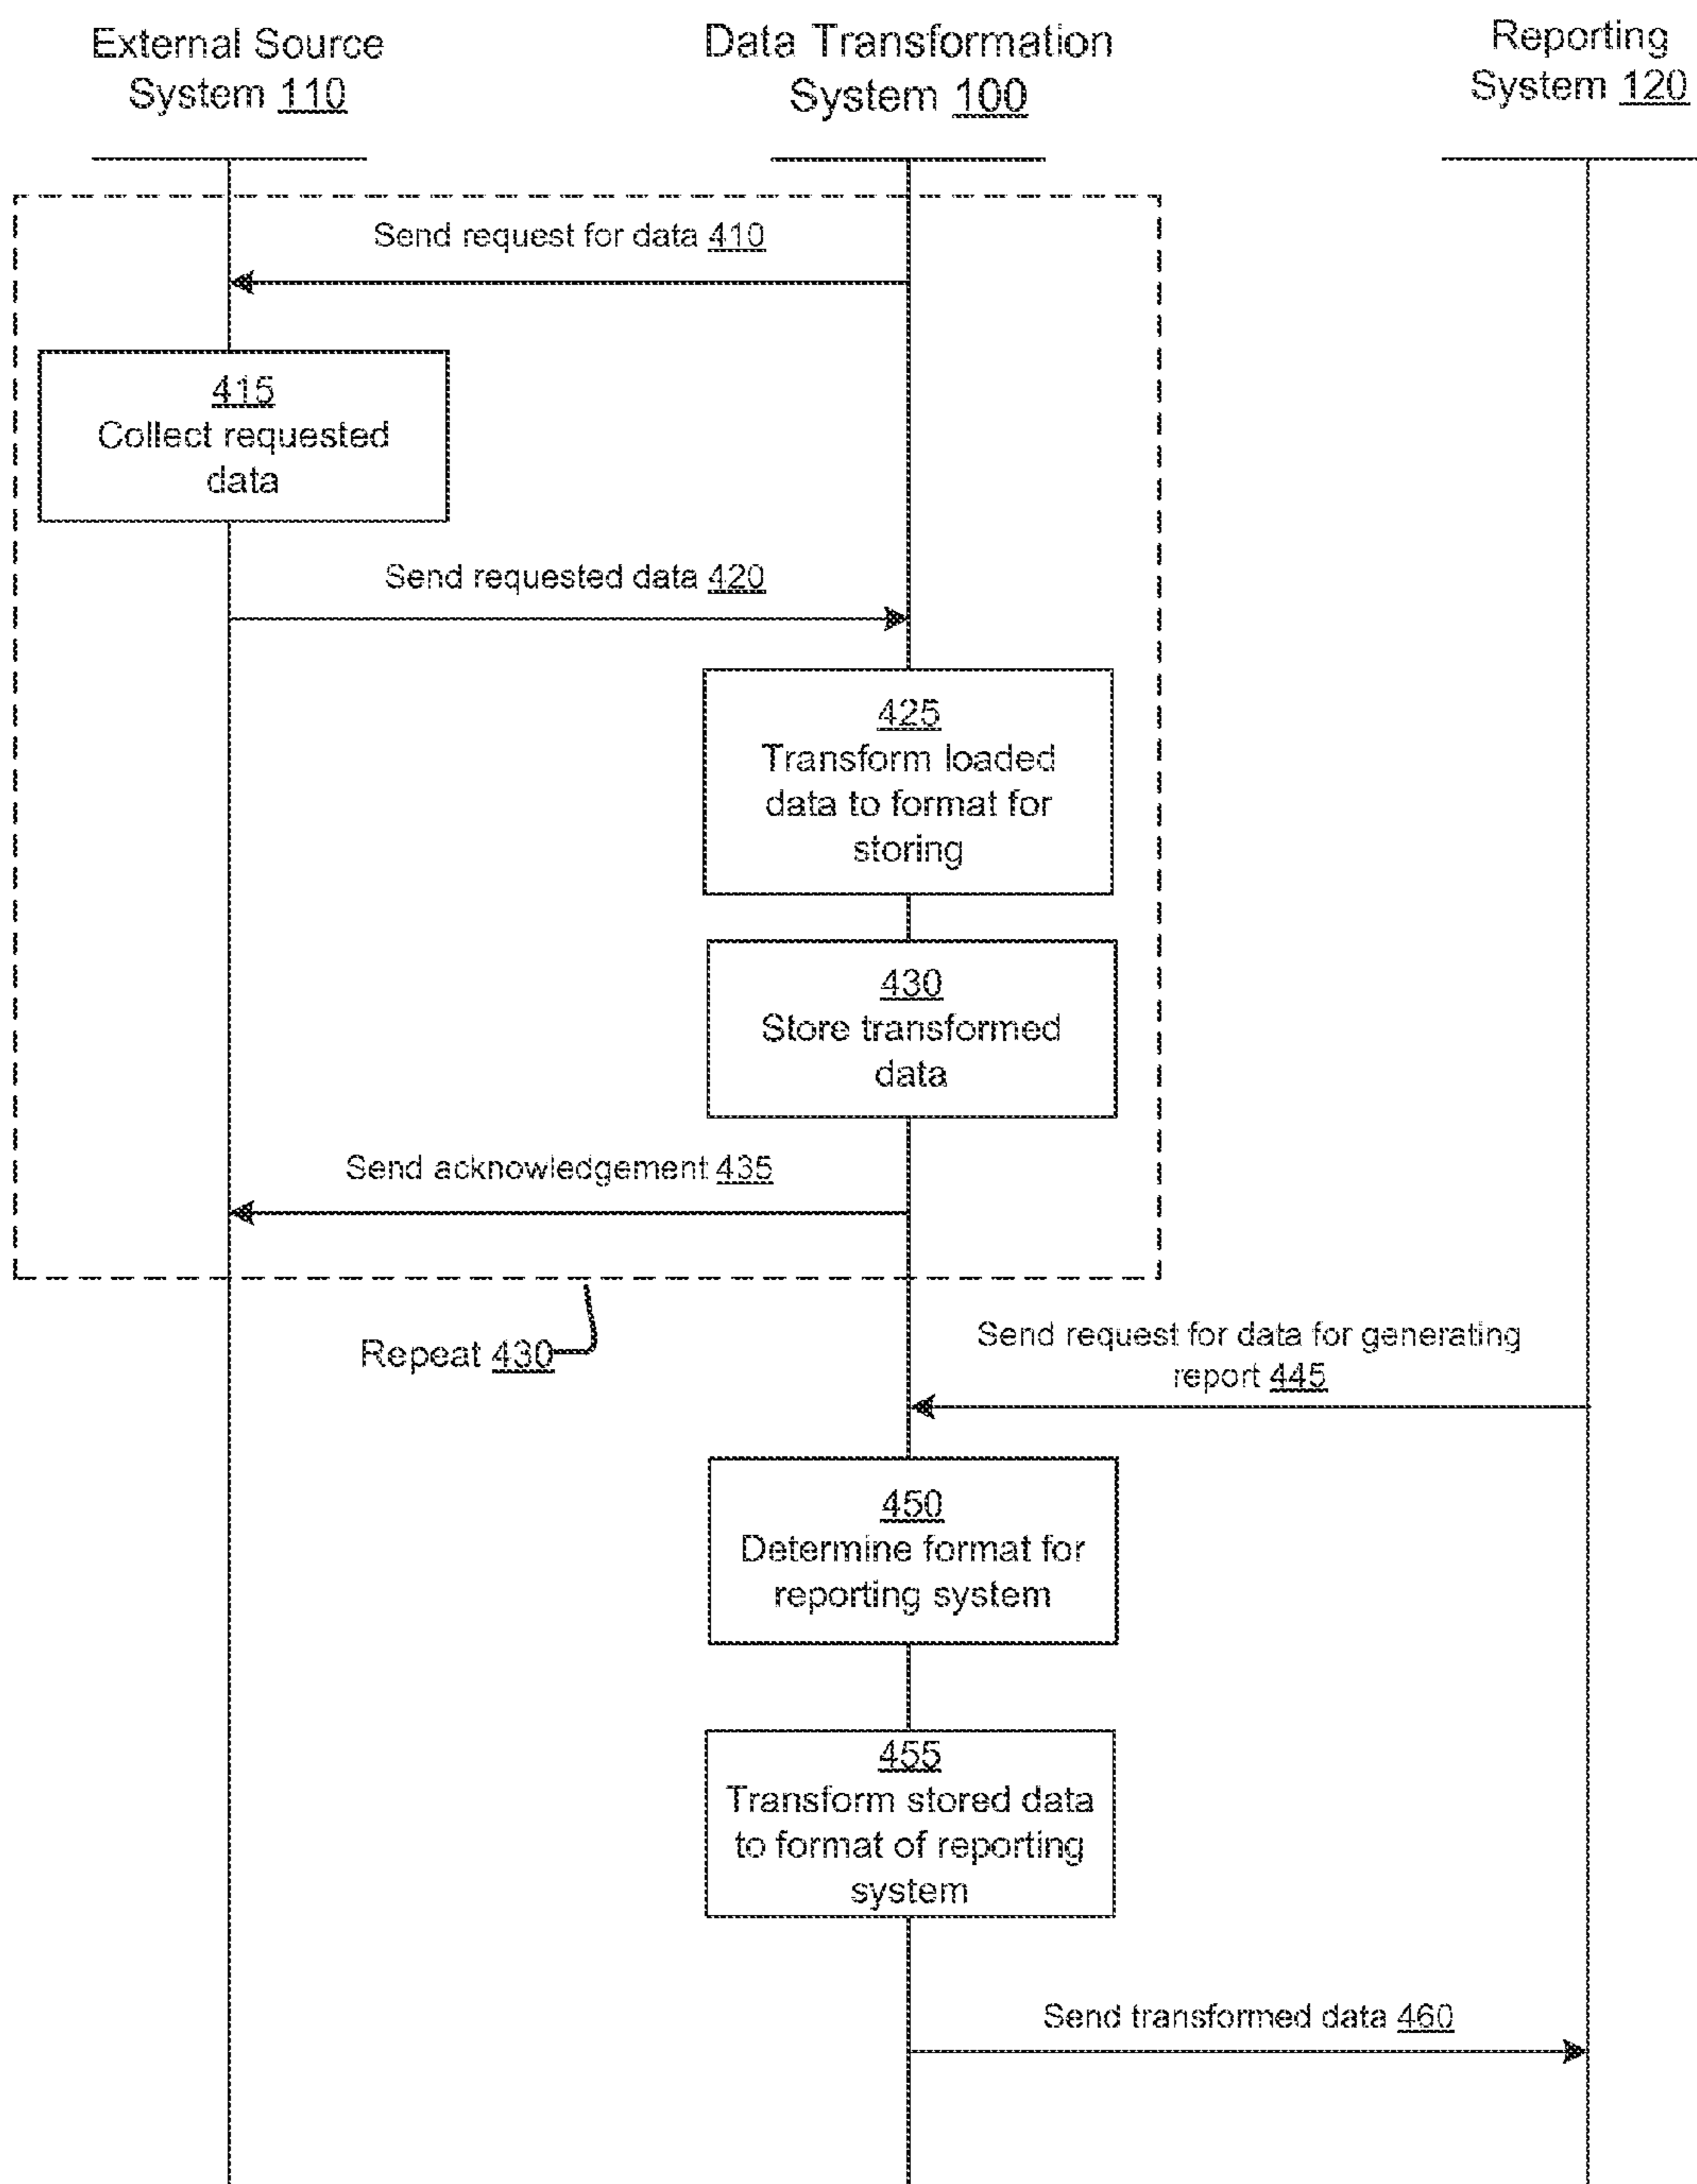 External Source
System 110
Data Transformation
System 100
Reporting
System 120
Send request for data 410
415
Collect requested
data
Send requested data 420
425
Transform loaded
data to format for
storing
430
Store transformed
data
Send acknowledgement 435
Repeat 430
Send request for data for generating
report 445
450
Determine format for
reporting system
455
Transform stored data
to format of reporting
system
Send transformed data 460